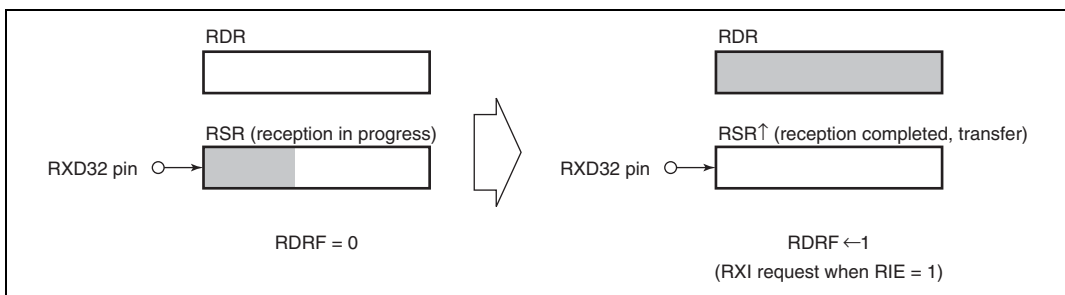 RDR
RSR (reception in progress)
RXD32 pin
RDRF = 0
RDR
RSR↑ (reception completed, transfer)
RXD32 pin
RDRF ←1
(RXI request when RIE = 1)